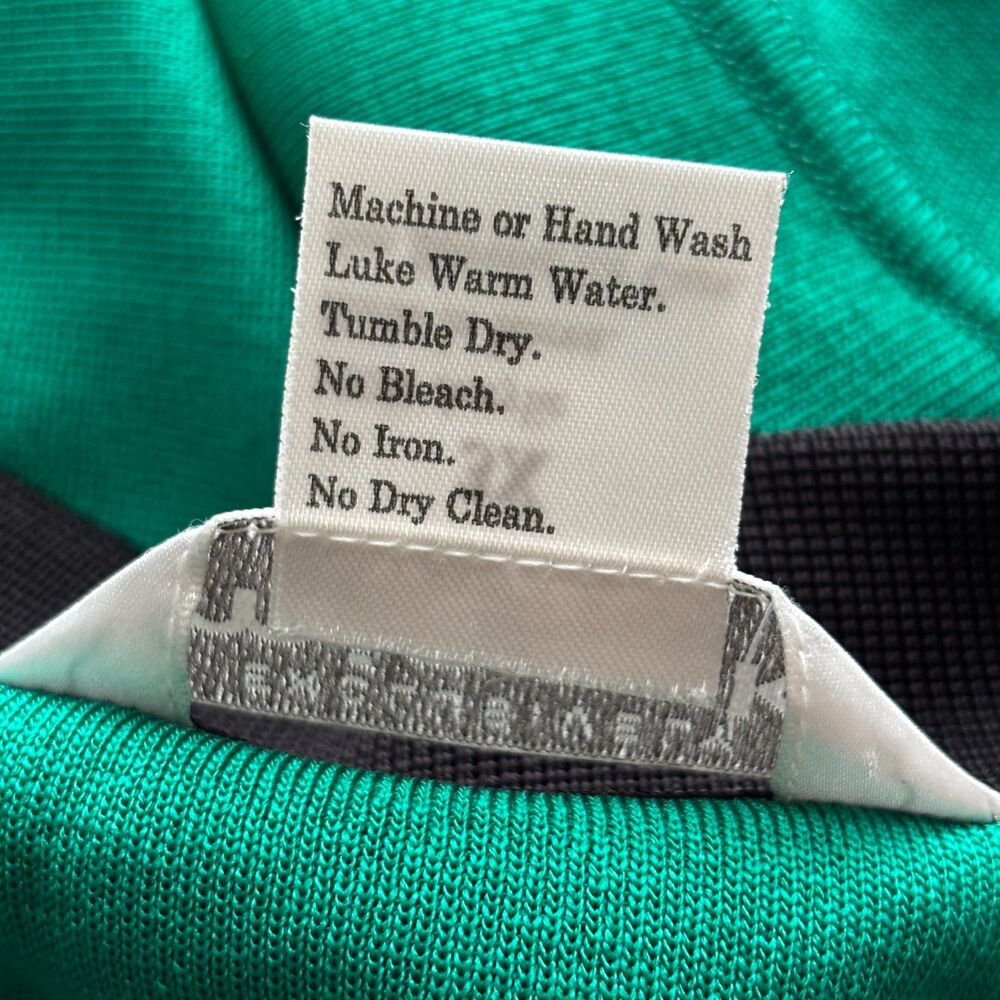 Machine or Hand Wash
Luke Warm Water.
Tumble Dry.
No Bleach.
No Iron.
No Dry Clean.